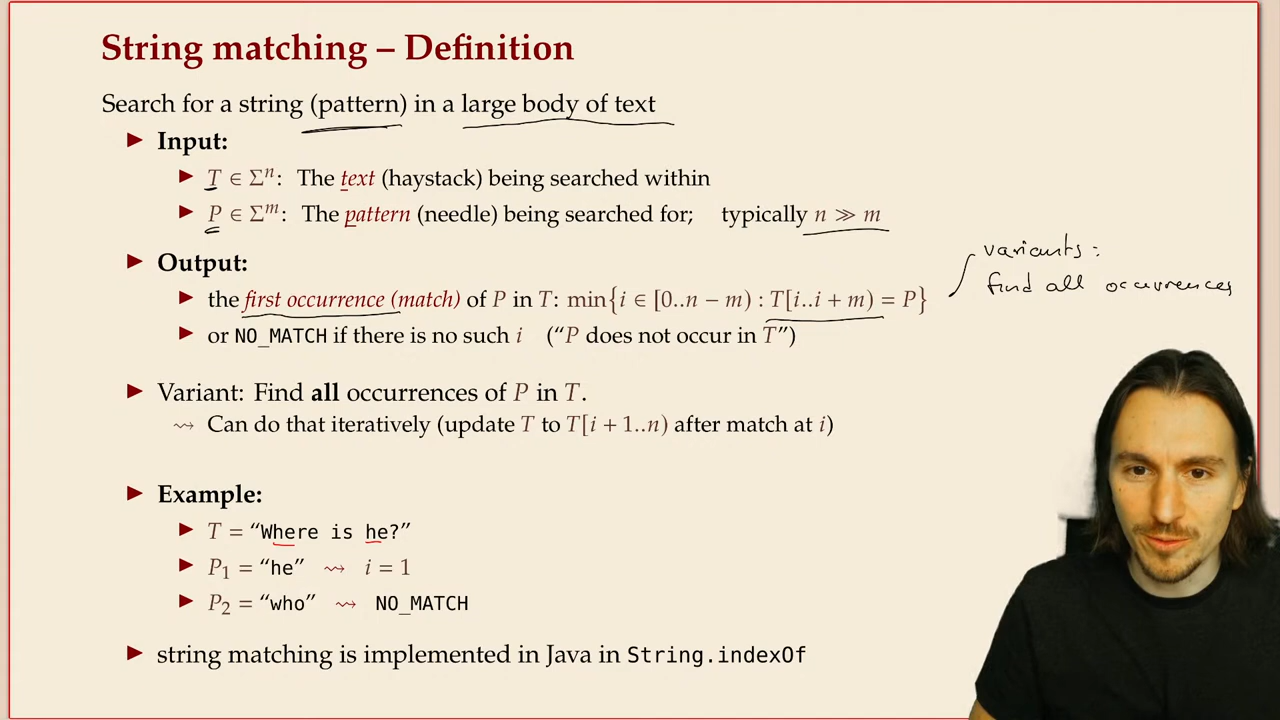 String matching – Definition
Search for a string (pattern) in a large body of text
▶ Input:
▶ T ∈ Σⁿ: The text (haystack) being searched within
▶ P ∈ Σᵐ: The pattern (needle) being searched for; typically n ≫ m
▶ Output:
variants:
find all occurrences
▶ the first occurrence (match) of P in T: min{i ∈ [0..n − m) : T[i..i + m) = P}
▶ or NO_MATCH if there is no such i (“P does not occur in T”)
▶ Variant: Find all occurrences of P in T.
⇝ Can do that iteratively (update T to T[i + 1..n) after match at i)
▶ Example:
▶ T = “Where is he?”
▶ P₁ = “he” ⇝ i = 1
▶ P₂ = “who” ⇝ NO_MATCH
▶ string matching is implemented in Java in String.indexOf